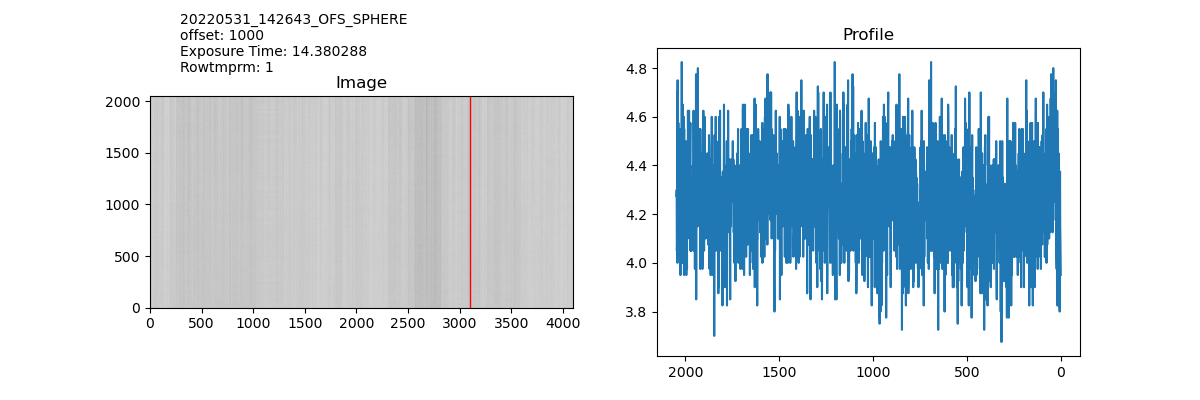 20220531_142643_OFS_SPHERE
offset: 1000
Exposure Time: 14.380288
Rowtmprm: 1
Image
2000
1500
1000
500
0
0 500 1000 1500 2000 2500 3000 3500 4000
Profile
4.8
4.6
4.4
4.2
4.0
3.8
2000 1500 1000 500 0